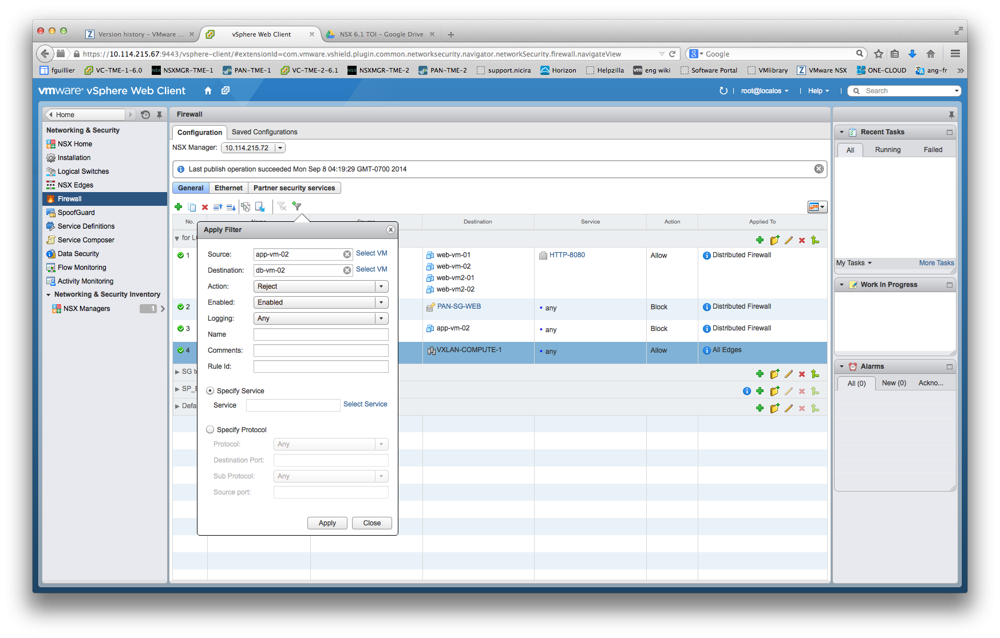 Version history – VMware ...
vSphere Web Client
NSX 6.1 TOI – Google Drive
https://10.114.215.67:9443/vsphere-client/#extensionId=com.vmware.vshield.plugin.common.networksecurity.navigator.networkSecurity.firewall.navigateView
Google
fguillier VC-TME-1-6.0 NSXMGR-TME-1 PAN-TME-1 VC-TME-2-6.1 NSXMGR-TME-2 PAN-TME-2 support.nicira Horizon Helpzilla eng wiki Software Portal VMlibrary VMware NSX ONE-CLOUD ang-fr
vmware® vSphere Web Client
root@localos
Help
Search
Home
Networking & Security
NSX Home
Installation
Logical Switches
NSX Edges
Firewall
SpoofGuard
Service Definitions
Service Composer
Data Security
Flow Monitoring
Activity Monitoring
Networking & Security Inventory
NSX Managers 1
Firewall
Configuration Saved Configurations
NSX Manager: 10.114.215.72
Last publish operation succeeded Mon Sep 8 04:19:29 GMT-0700 2014
General Ethernet Partner security services
No. Destination Service Action Applied To
1 web-vm-01 HTTP-8080 Allow Distributed Firewall
web-vm-02
web-vm2-01
web-vm2-02
2 PAN-SG-WEB * any Block Distributed Firewall
3 app-vm-02 * any Block Distributed Firewall
4 VXLAN-COMPUTE-1 * any Allow All Edges
Apply Filter
Source: app-vm-02 Select VM
Destination: db-vm-02 Select VM
Action: Reject
Enabled: Enabled
Logging: Any
Name
Comments:
Rule Id:
Specify Service
Service Select Service
Specify Protocol
Protocol: Any
Destination Port:
Sub Protocol: Any
Source port:
Apply Close
Recent Tasks
All Running Failed
My Tasks More Tasks
Work In Progress
Alarms
All (0) New (0) Ackno...